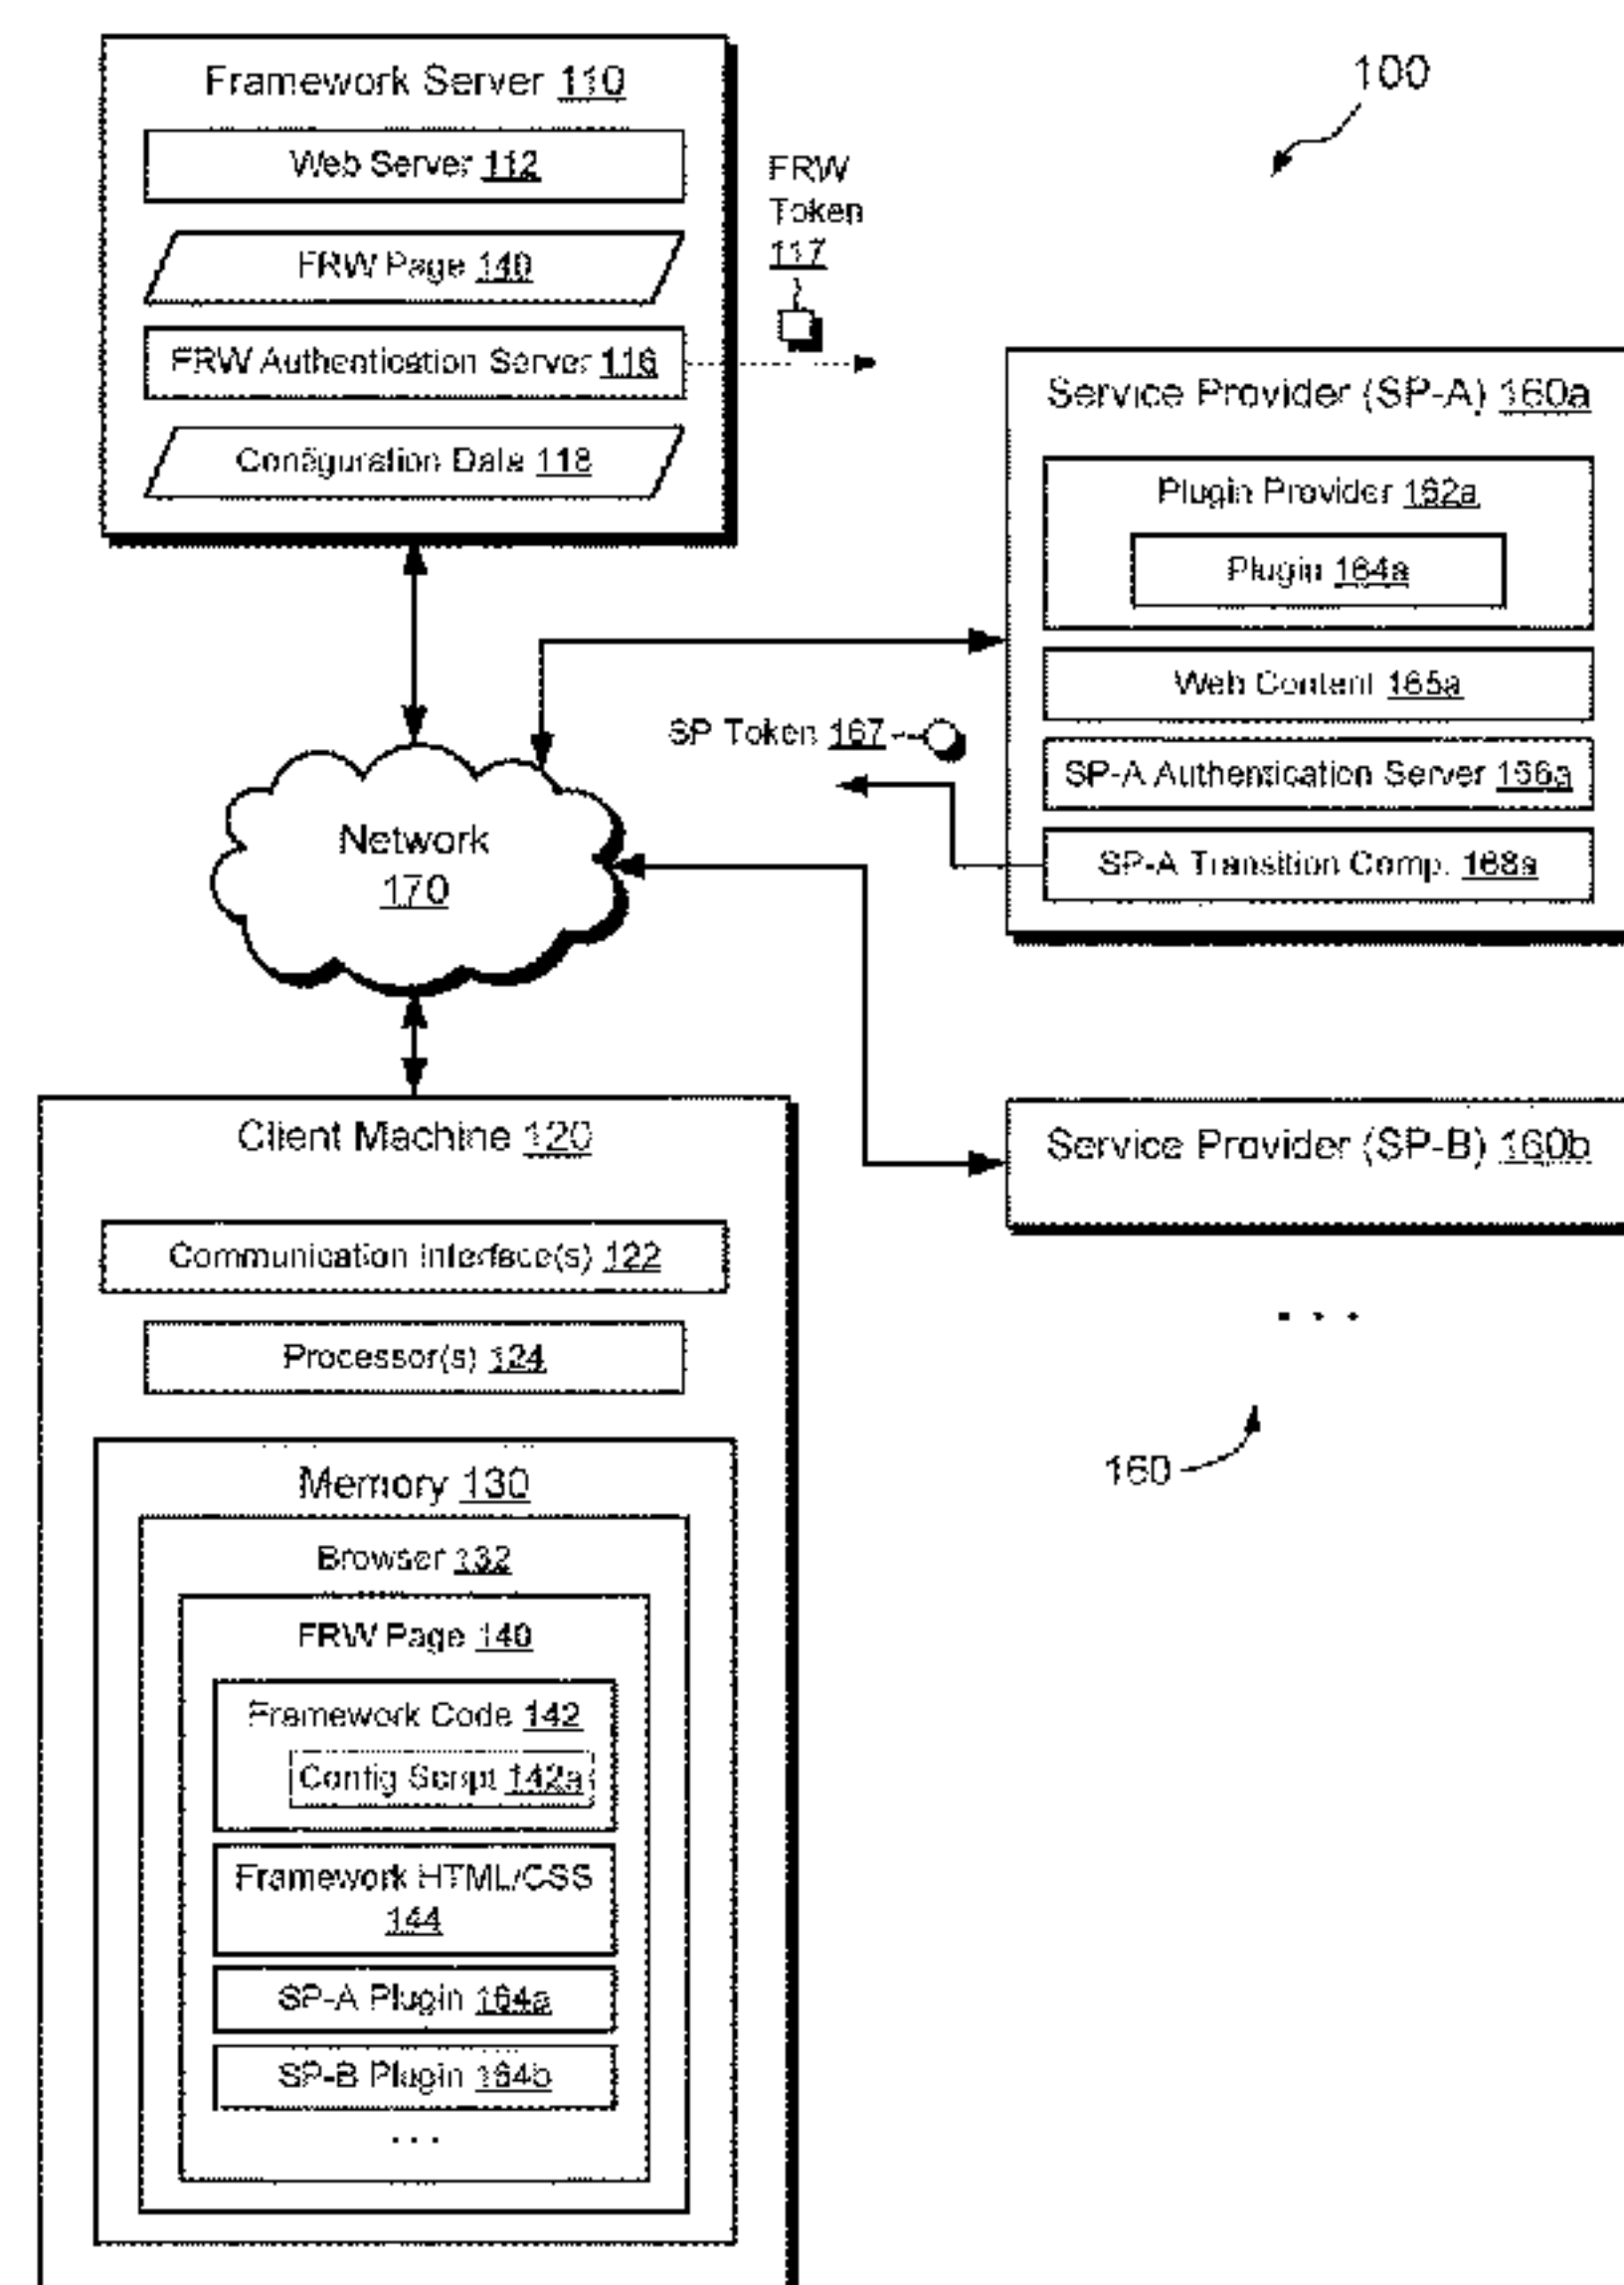 Framework Server 110
Web Server 112
FRW Page 140
FRW Authentication Server 116
Configuration Data 118
FRW
Token
117
100
Service Provider (SP-A) 160a
Plugin Provider 162a
Plugin 164a
Web Content 165a
SP-A Authentication Server 166a
SP-A Transition Comp. 168a
SP Token 167
Network
170
Client Machine 120
Communication Interface(s) 122
Processor(s) 124
Memory 130
Browser 132
FRW Page 140
Framework Code 142
Config Script 142a
Framework HTML/CSS
144
SP-A Plugin 164a
SP-B Plugin 164b
. . .
Service Provider (SP-B) 160b
. . .
160